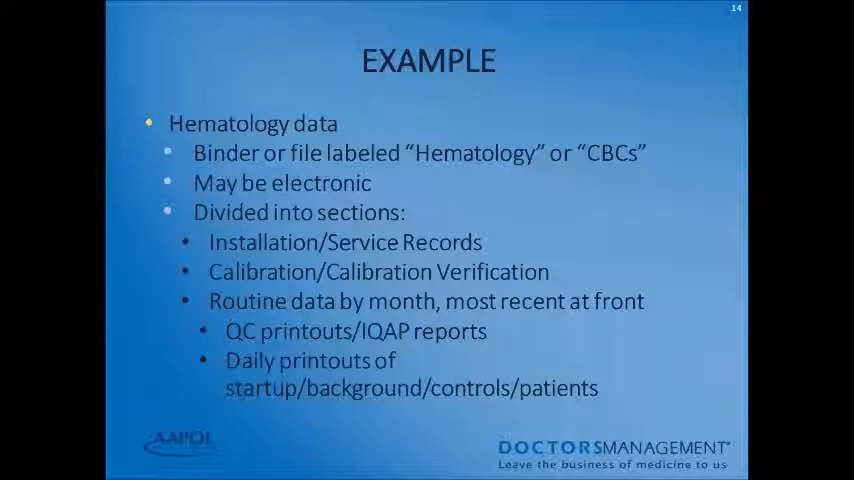 14
EXAMPLE
• Hematology data
• Binder or file labeled “Hematology” or “CBCs”
• May be electronic
• Divided into sections:
• Installation/Service Records
• Calibration/Calibration Verification
• Routine data by month, most recent at front
• QC printouts/IQAP reports
• Daily printouts of
startup/background/controls/patients
AAPOL
DOCTORSMANAGEMENT®
Leave the business of medicine to us